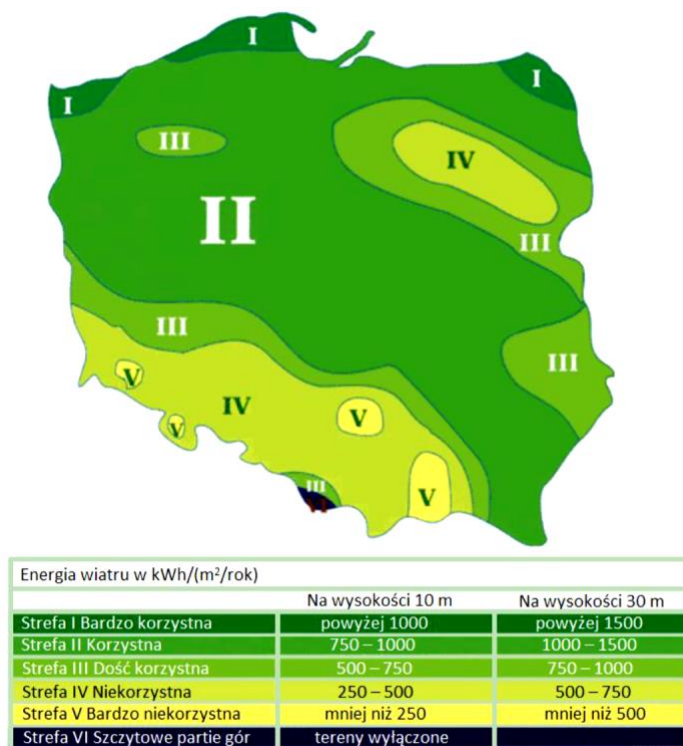 I
I
I
III
IV
II
III
III
III
V
IV
V
V
V
III
VI
Energia wiatru w kWh/(m²/rok)
Na wysokości 10 m Na wysokości 30 m
Strefa I Bardzo korzystna powyżej 1000 powyżej 1500
Strefa II Korzystna 750 – 1000 1000 – 1500
Strefa III Dość korzystna 500 – 750 750 – 1000
Strefa IV Niekorzystna 250 – 500 500 – 750
Strefa V Bardzo niekorzystna mniej niż 250 mniej niż 500
Strefa VI Szczytowe partie gór tereny wyłączone